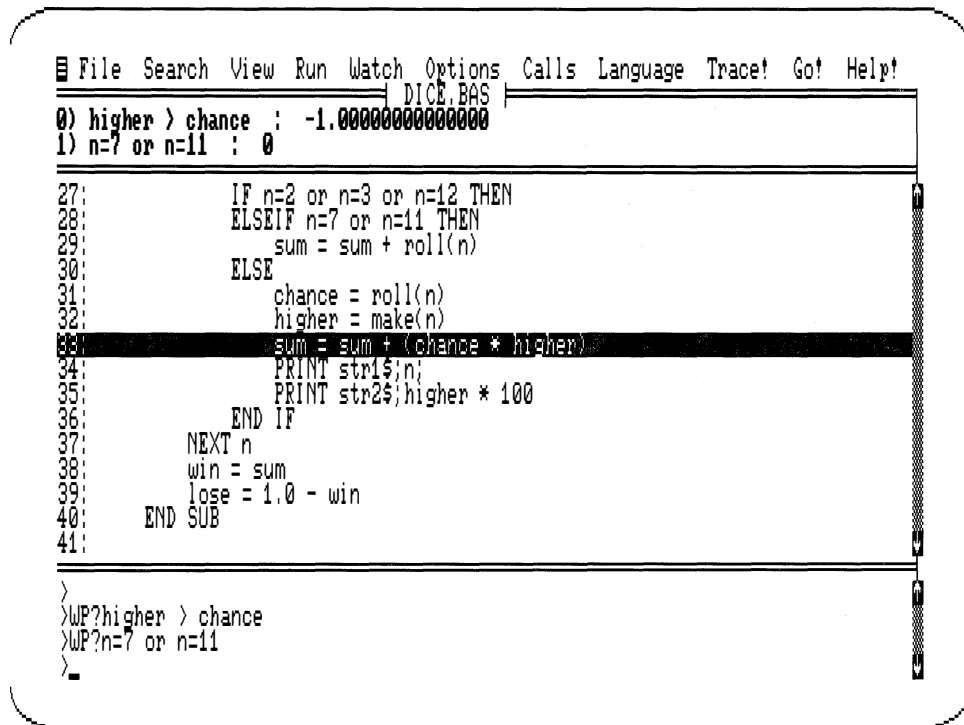 File Search View Run Watch Options Calls Language Trace! Go! Help!
DICE.BAS
0) higher > chance : -1.00000000000000
1) n=7 or n=11 : 0
27: IF n=2 or n=3 or n=12 THEN
28: ELSEIF n=7 or n=11 THEN
29: sum = sum + roll(n)
30: ELSE
31: chance = roll(n)
32: higher = make(n)
33: sum = sum + (chance * higher)
34: PRINT str1$;n;
35: PRINT str2$;higher * 100
36: END IF
37: NEXT n
38: win = sum
39: lose = 1.0 - win
40: END SUB
41:
>
>WP?higher > chance
>WP?n=7 or n=11
>_